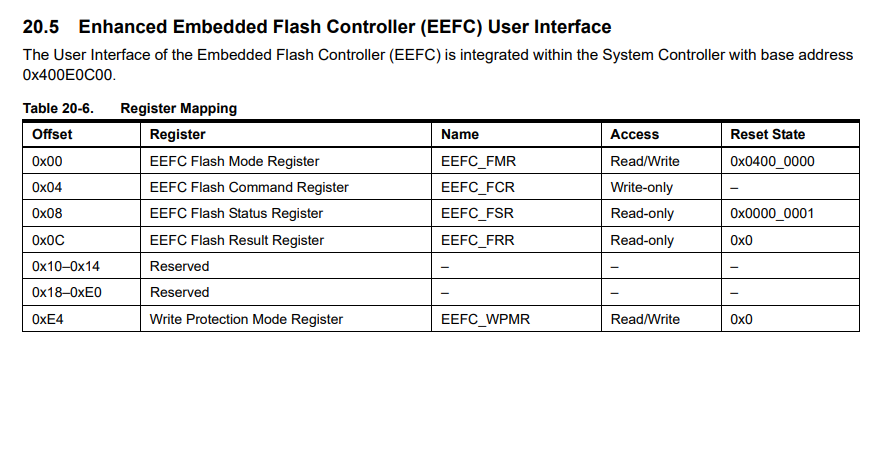 20.5 Enhanced Embedded Flash Controller (EEFC) User Interface
The User Interface of the Embedded Flash Controller (EEFC) is integrated within the System Controller with base address
0x400E0C00.
Table 20-6. Register Mapping
Offset Register Name Access Reset State
0x00 EEFC Flash Mode Register EEFC_FMR Read/Write 0x0400_0000
0x04 EEFC Flash Command Register EEFC_FCR Write-only –
0x08 EEFC Flash Status Register EEFC_FSR Read-only 0x0000_0001
0x0C EEFC Flash Result Register EEFC_FRR Read-only 0x0
0x10–0x14 Reserved – – –
0x18–0xE0 Reserved – – –
0xE4 Write Protection Mode Register EEFC_WPMR Read/Write 0x0